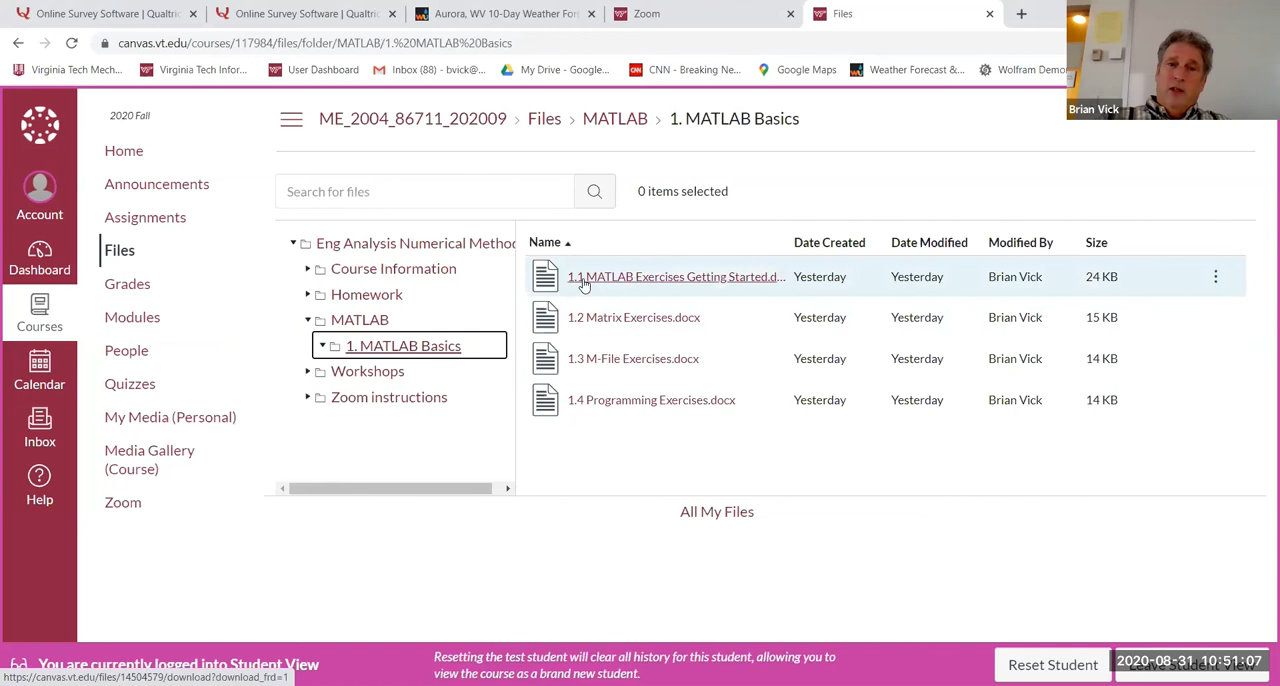 Online Survey Software | Qualtric
Online Survey Software | Qualtric
Aurora, WV 10-Day Weather For
Zoom
Files
canvas.vt.edu/courses/117984/files/folder/MATLAB/1.%20MATLAB%20Basics
Virginia Tech Mech...
Virginia Tech Infor...
User Dashboard
Inbox (88) - bvick@...
My Drive - Google...
CNN - Breaking Ne...
Google Maps
Weather Forecast &...
Wolfram Demo
Brian Vick
2020 Fall
ME_2004_86711_202009 › Files › MATLAB › 1. MATLAB Basics
Account
Dashboard
Courses
Calendar
Inbox
Help
Home
Announcements
Assignments
Files
Grades
Modules
People
Quizzes
My Media (Personal)
Media Gallery
(Course)
Zoom
Search for files
0 items selected
Eng Analysis Numerical Metho
Course Information
Homework
MATLAB
1. MATLAB Basics
Workshops
Zoom instructions
Name Date Created Date Modified Modified By Size
1.1 MATLAB Exercises Getting Started.d... Yesterday Yesterday Brian Vick 24 KB
1.2 Matrix Exercises.docx Yesterday Yesterday Brian Vick 15 KB
1.3 M-File Exercises.docx Yesterday Yesterday Brian Vick 14 KB
1.4 Programming Exercises.docx Yesterday Yesterday Brian Vick 14 KB
All My Files
You are currently logged into Student View
https://canvas.vt.edu/files/14504579/download?download_frd=1
Resetting the test student will clear all history for this student, allowing you to
view the course as a brand new student.
Reset Student
Leave Student View
2020-08-31 10:51:07